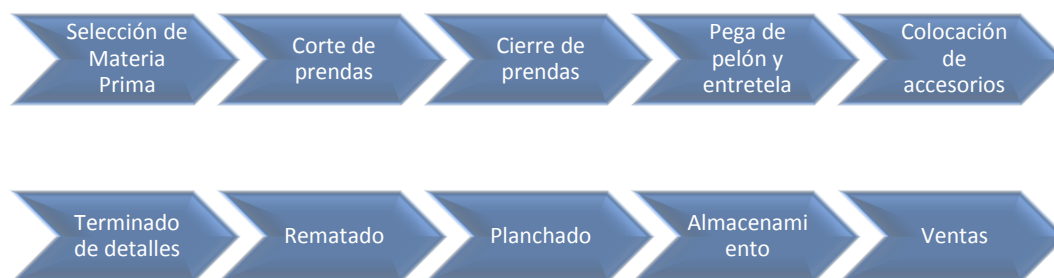 Selección de
Materia
Prima
Corte de
prendas
Cierre de
prendas
Pega de
pelón y
entretela
Colocación
de
accesorios
Terminado
de detalles
Rematado
Planchado
Almacenami
ento
Ventas